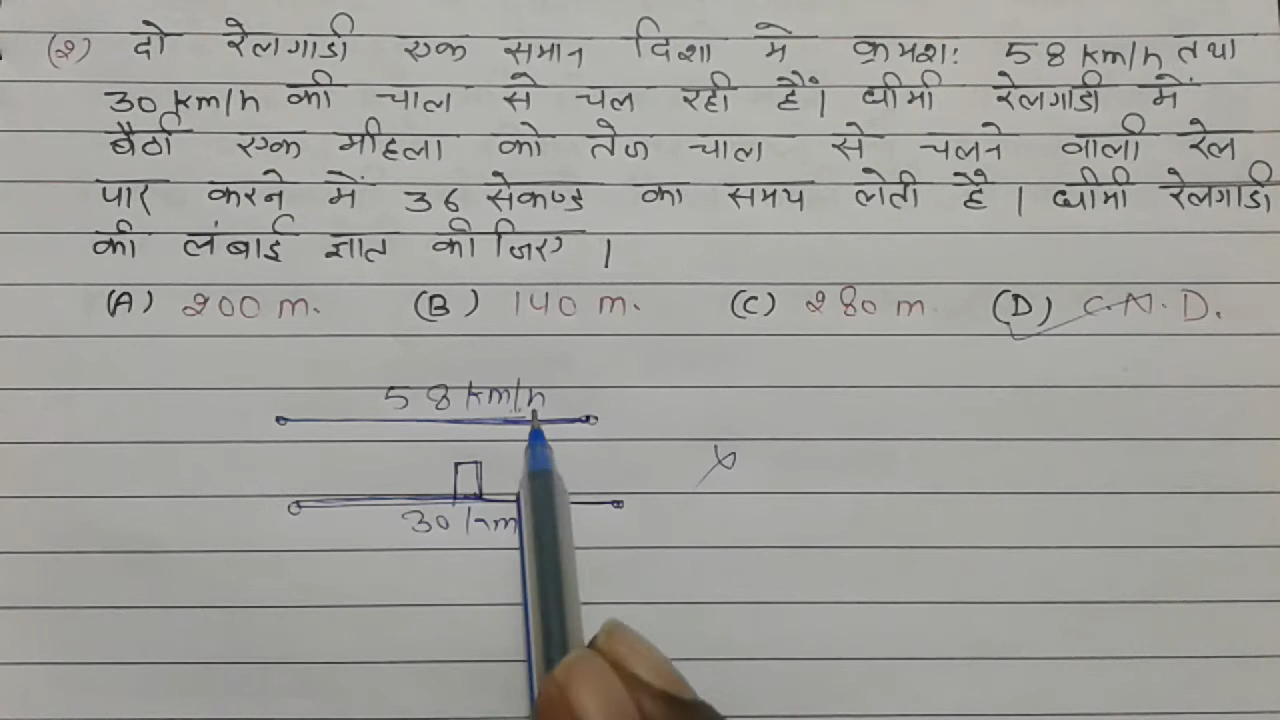 (२) दो रेलगाडी एक समान दिशा मे क्रमश: 58 km/h तथा
30 km/h की चाल से चल रही हैं। धीमी रेलगाडी में
बैठी एक महिला को तेज चाल से चलने वाली रेल
पार करने में 36 सेकण्ड का समय लेती है। धीमी रेलगाडी
की लंबाई ज्ञात कीजिए।
(A) 200 m. (B) 140 m. (C) 280 m. (D) C.N.D.
58 km/h
30 km